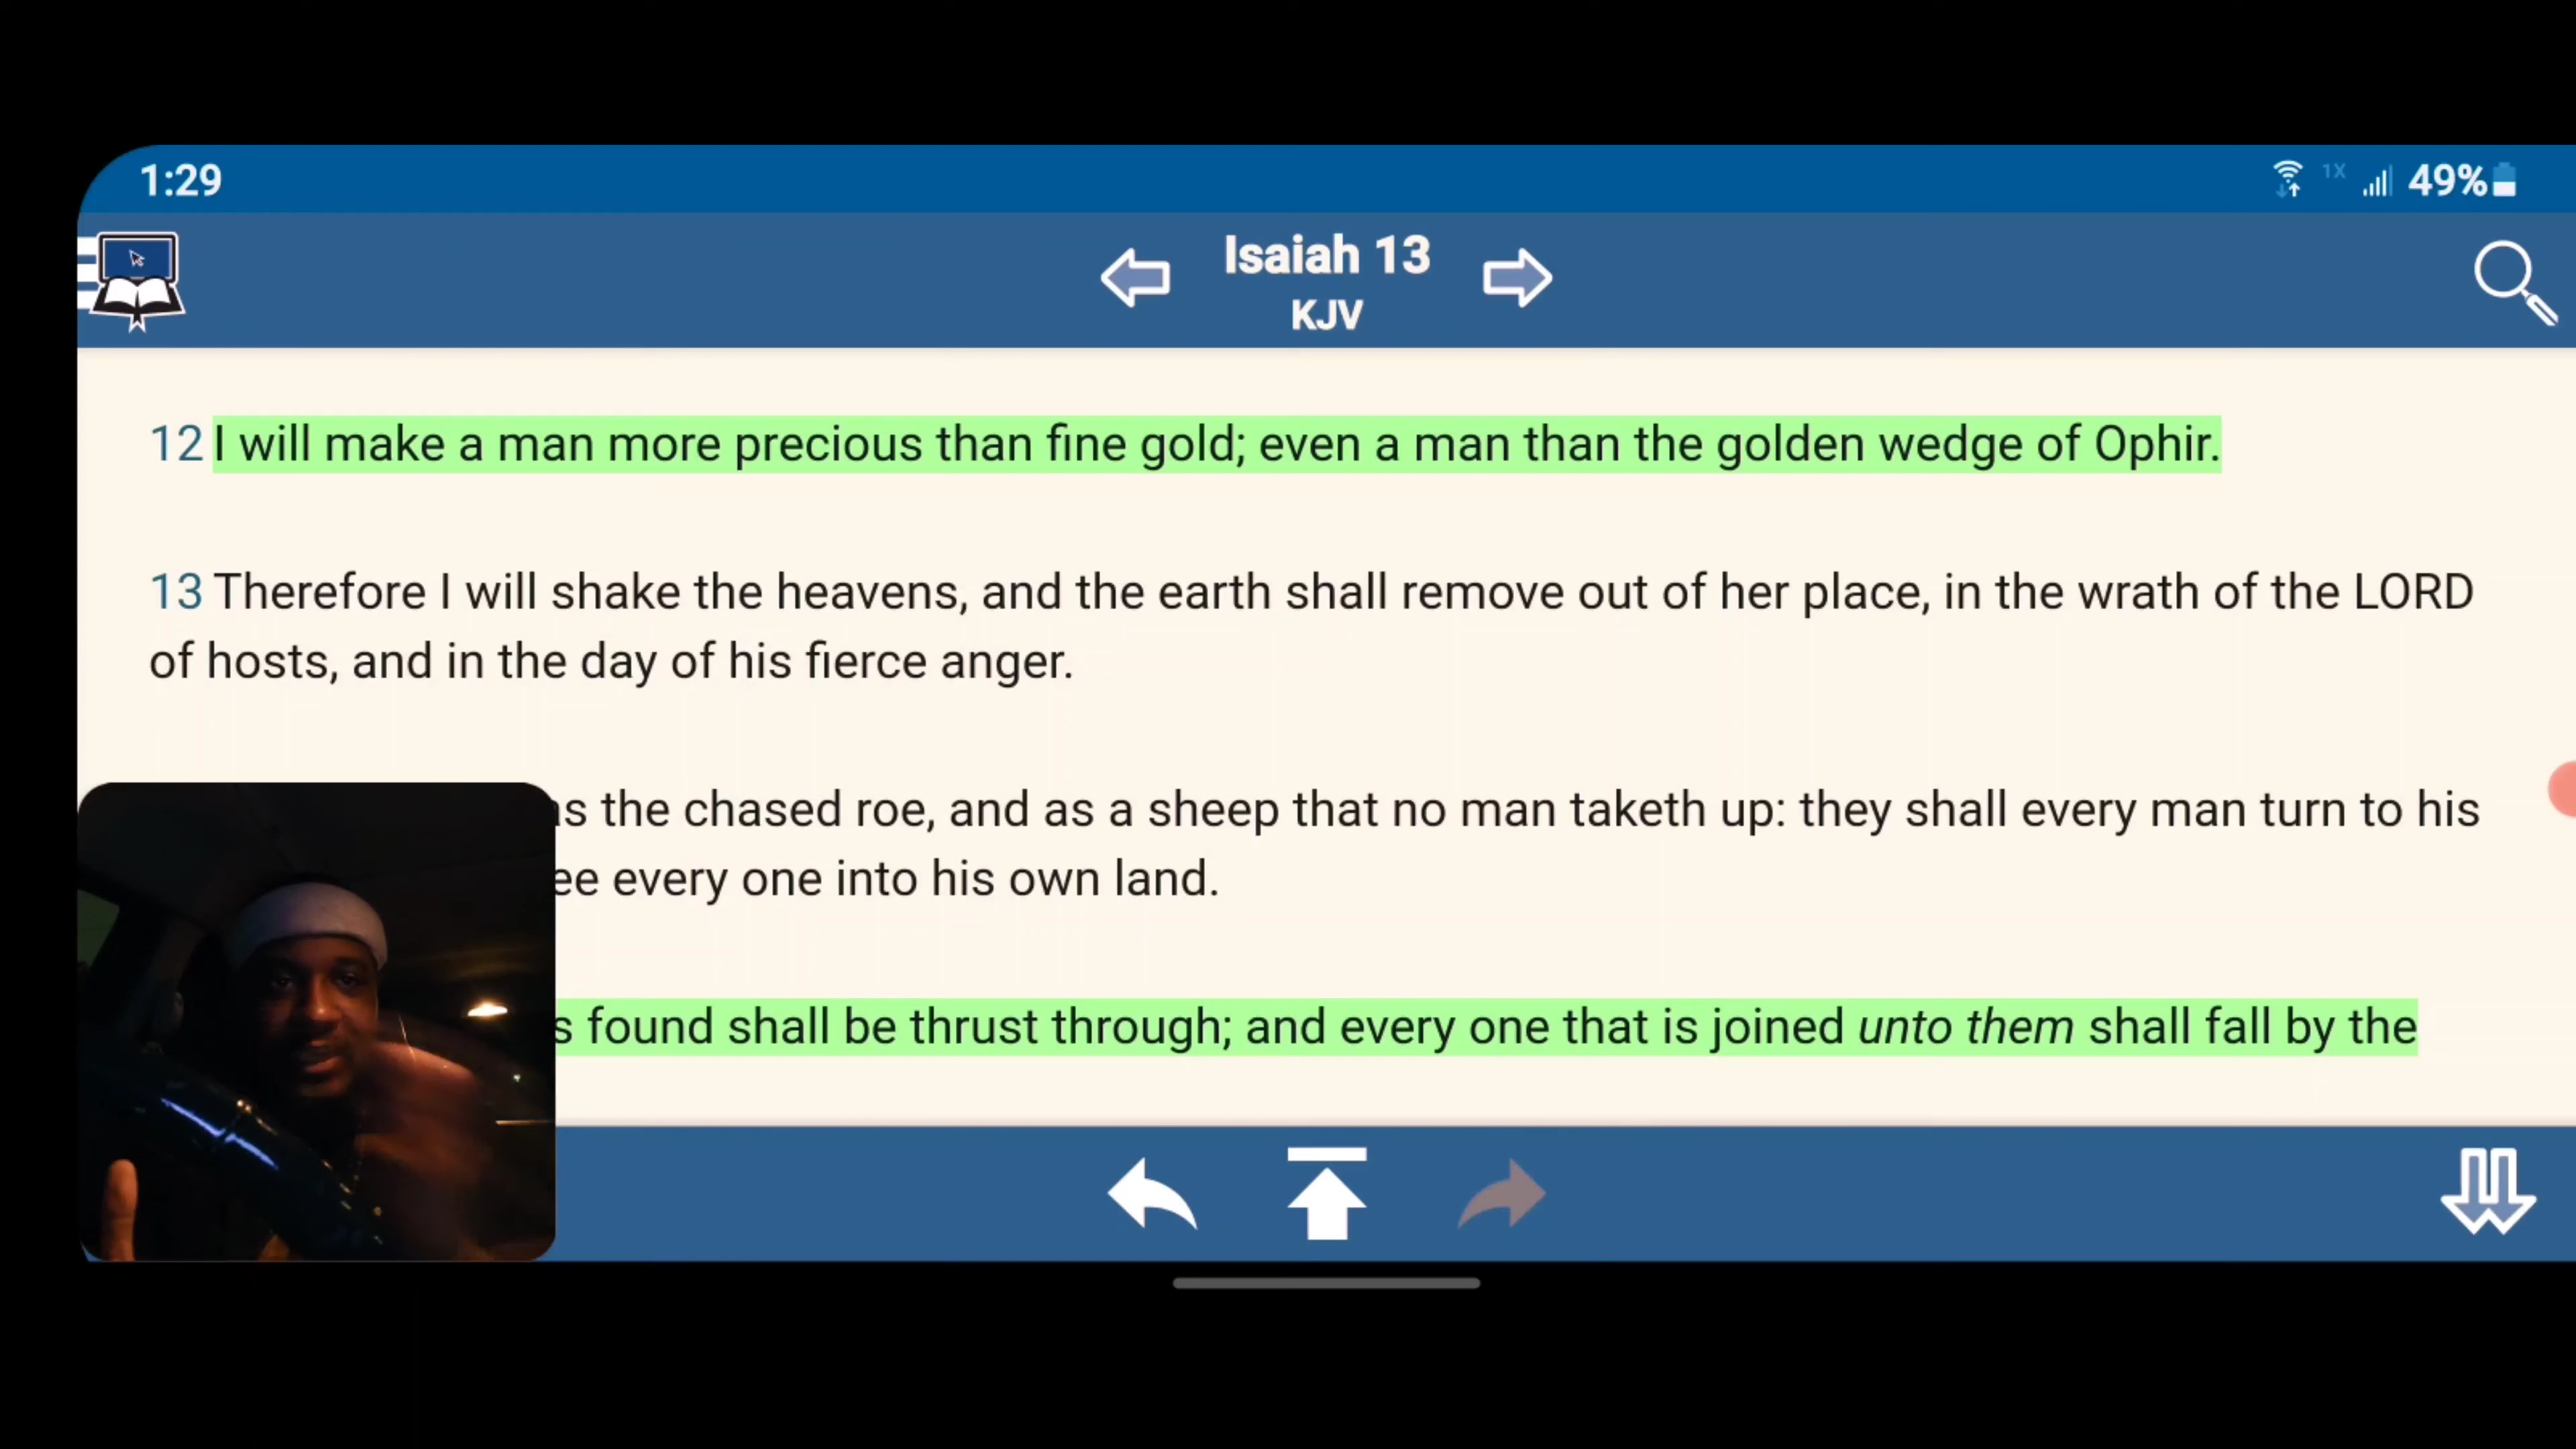 1:29
1X
49%
Isaiah 13
KJV
12 I will make a man more precious than fine gold; even a man than the golden wedge of Ophir.
13 Therefore I will shake the heavens, and the earth shall remove out of her place, in the wrath of the LORD
of hosts, and in the day of his fierce anger.
the chased roe, and as a sheep that no man taketh up: they shall every man turn to his
every one into his own land.
found shall be thrust through; and every one that is joined unto them shall fall by the